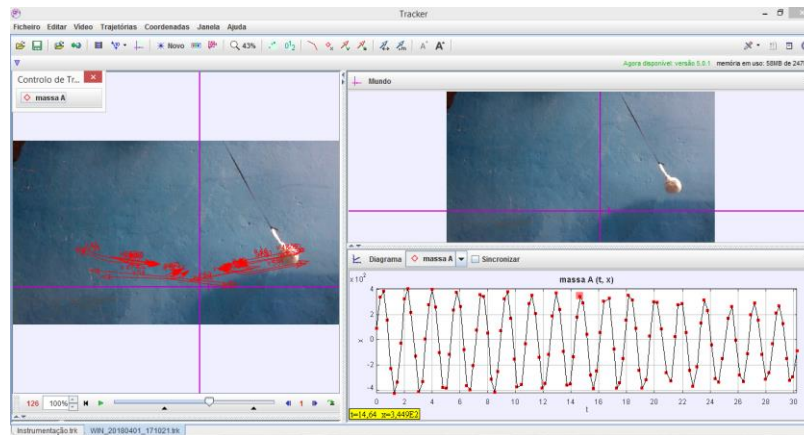 Tracker
Ficheiro Editar Vídeo Trajetórias Coordenadas Janela Ajuda
Novo 43%
Agora disponível: versão 5.0.1 memória em uso: 58MB de 247
Controlo de Tr...
massa A
Mundo
Diagrama massa A Sincronizar
massa A (t, x)
x10²
4
2
0
-2
-4
x
0 2 4 6 8 10 12 14 16 18 20 22 24 26 28 30
t
t=14,64 x=3,449E2
126 100% 1
Instrumentação.trk WIN_20180401_171021.trk